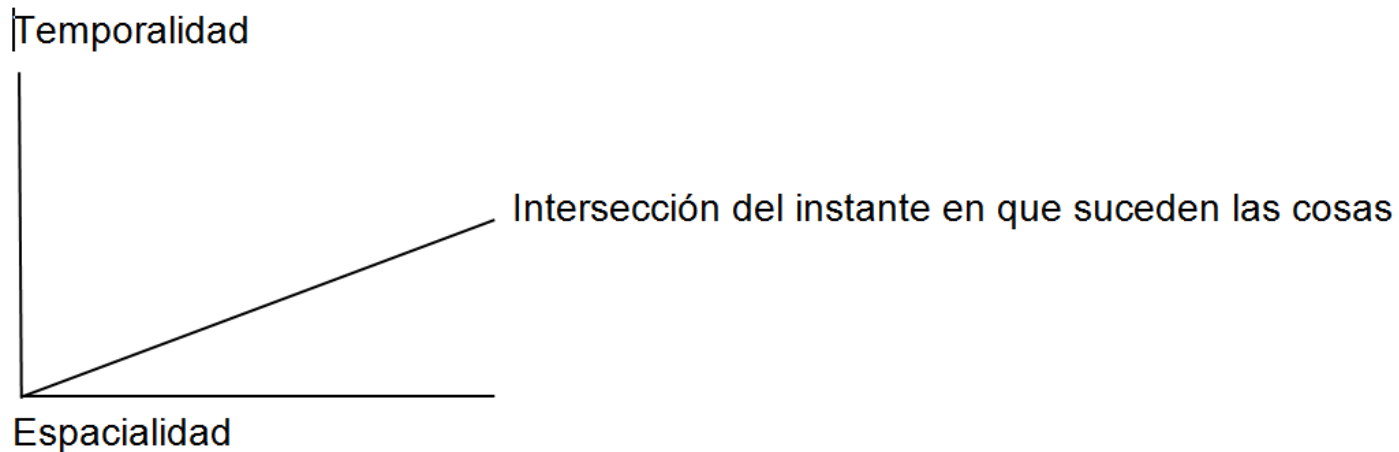 Temporalidad
Intersección del instante en que suceden las cosas
Espacialidad